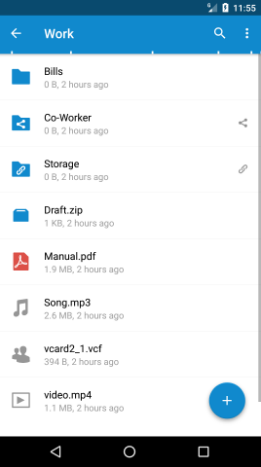 11:55
Work
Bills
0 B, 2 hours ago
Co-Worker
0 B, 2 hours ago
Storage
0 B, 2 hours ago
Draft.zip
1 KB, 2 hours ago
Manual.pdf
1.9 MB, 2 hours ago
Song.mp3
2.6 MB, 2 hours ago
vcard2_1.vcf
394 B, 2 hours ago
video.mp4
1.1 MB, 2 hours ago